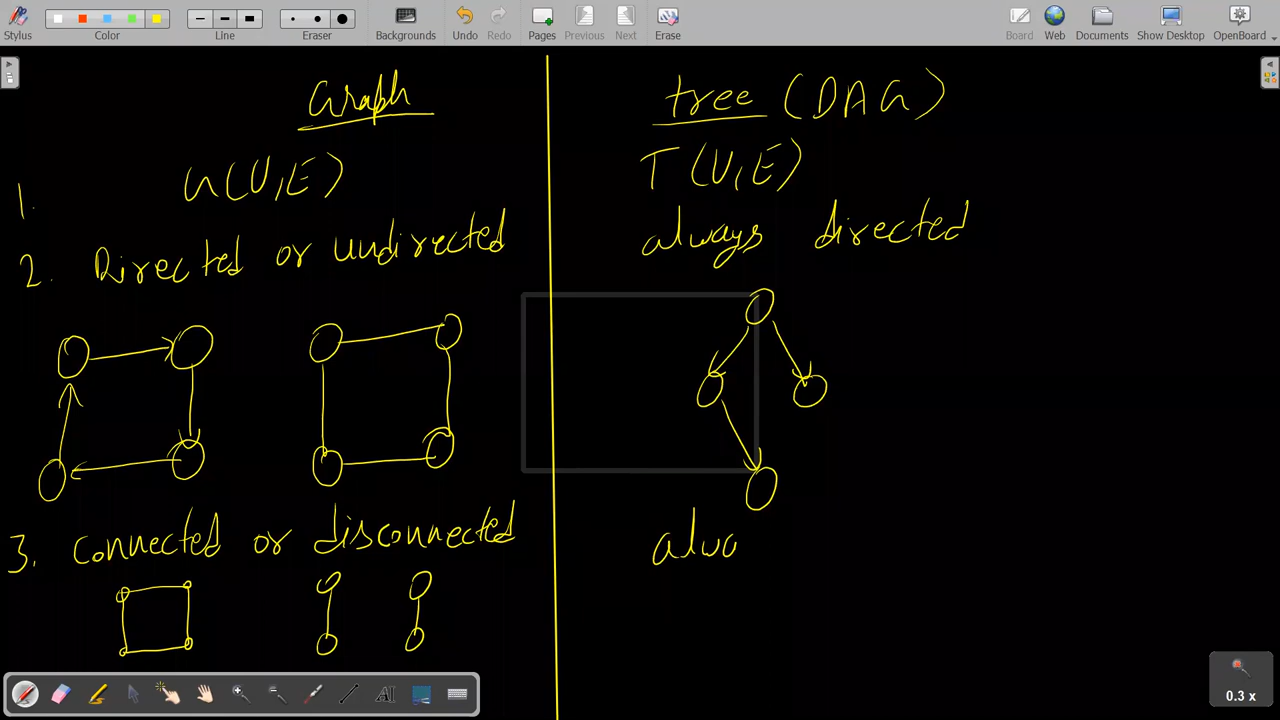 Stylus
Color
Line
Eraser
Backgrounds
Undo
Redo
Pages
Previous
Next
Erase
Board
Web
Documents
Show Desktop
OpenBoard
Graph
1. G(V,E)
2. Directed or undirected
3. Connected or disconnected
tree (DAG)
T(V,E)
always directed
alwa
AI
0.3 x